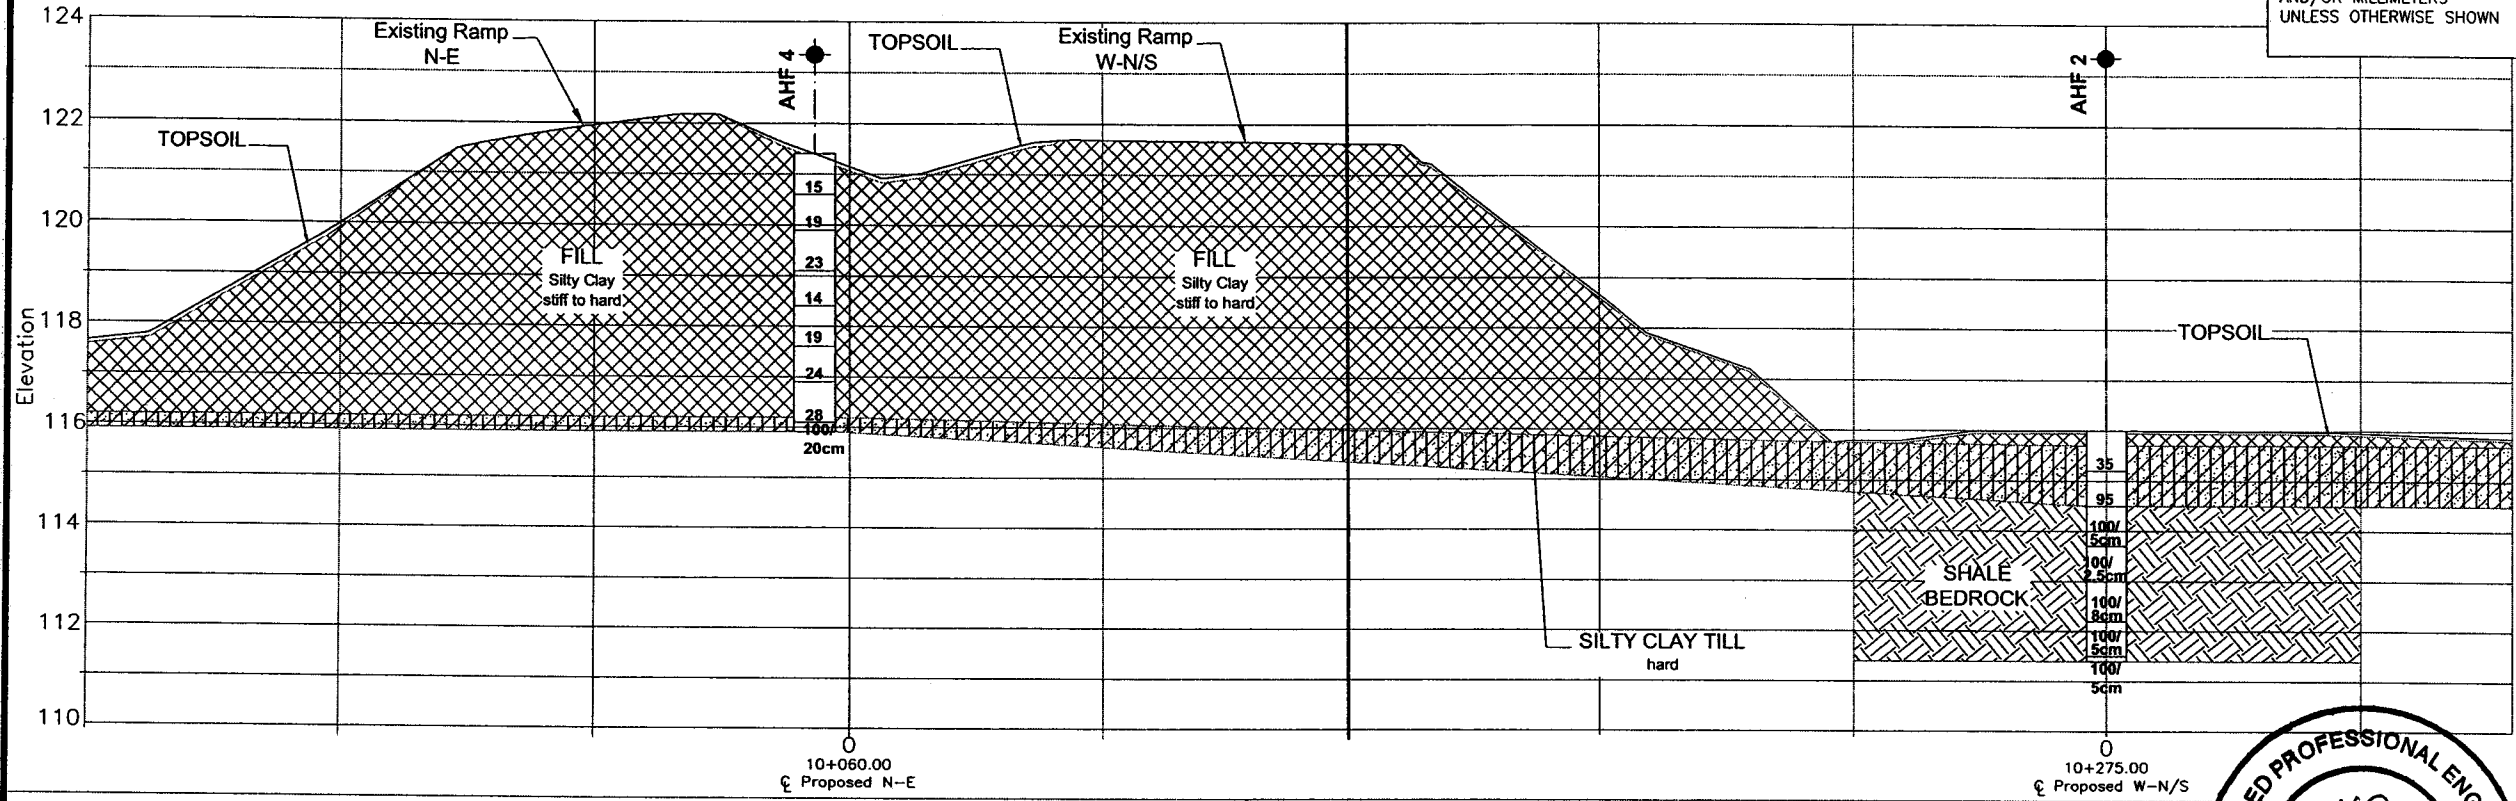 AND/OR MILLIMETERS
UNLESS OTHERWISE SHOWN
124
122
120
118
116
114
112
110
Elevation
Existing Ramp
N-E
TOPSOIL
AHF 4
TOPSOIL
Existing Ramp
W-N/S
AHF 2
FILL
Silty Clay
stiff to hard
FILL
Silty Clay
stiff to hard
15
19
23
14
19
24
28
100/
20cm
TOPSOIL
35
95
100/
5cm
100/
2.5cm
100/
8cm
100/
5cm
100/
5cm
SHALE
BEDROCK
SILTY CLAY TILL
hard
0
10+060.00
℄ Proposed N-E
0
10+275.00
℄ Proposed W-N/S
ED PROFESSIONAL ENG